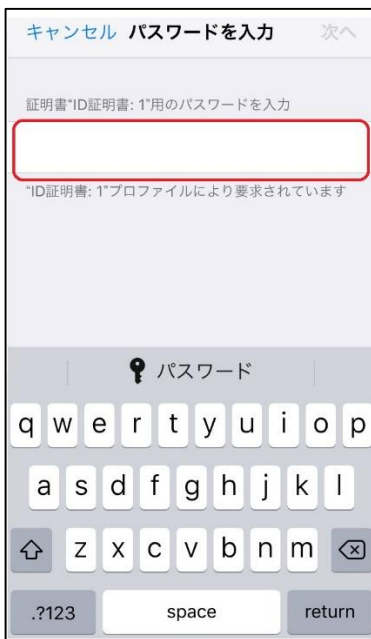 キャンセル パスワードを入力 次へ
証明書"ID証明書: 1"用のパスワードを入力
"ID証明書: 1"プロファイルにより要求されています
パスワード
q w e r t y u i o p
a s d f g h j k l
z x c v b n m
.?123 space return